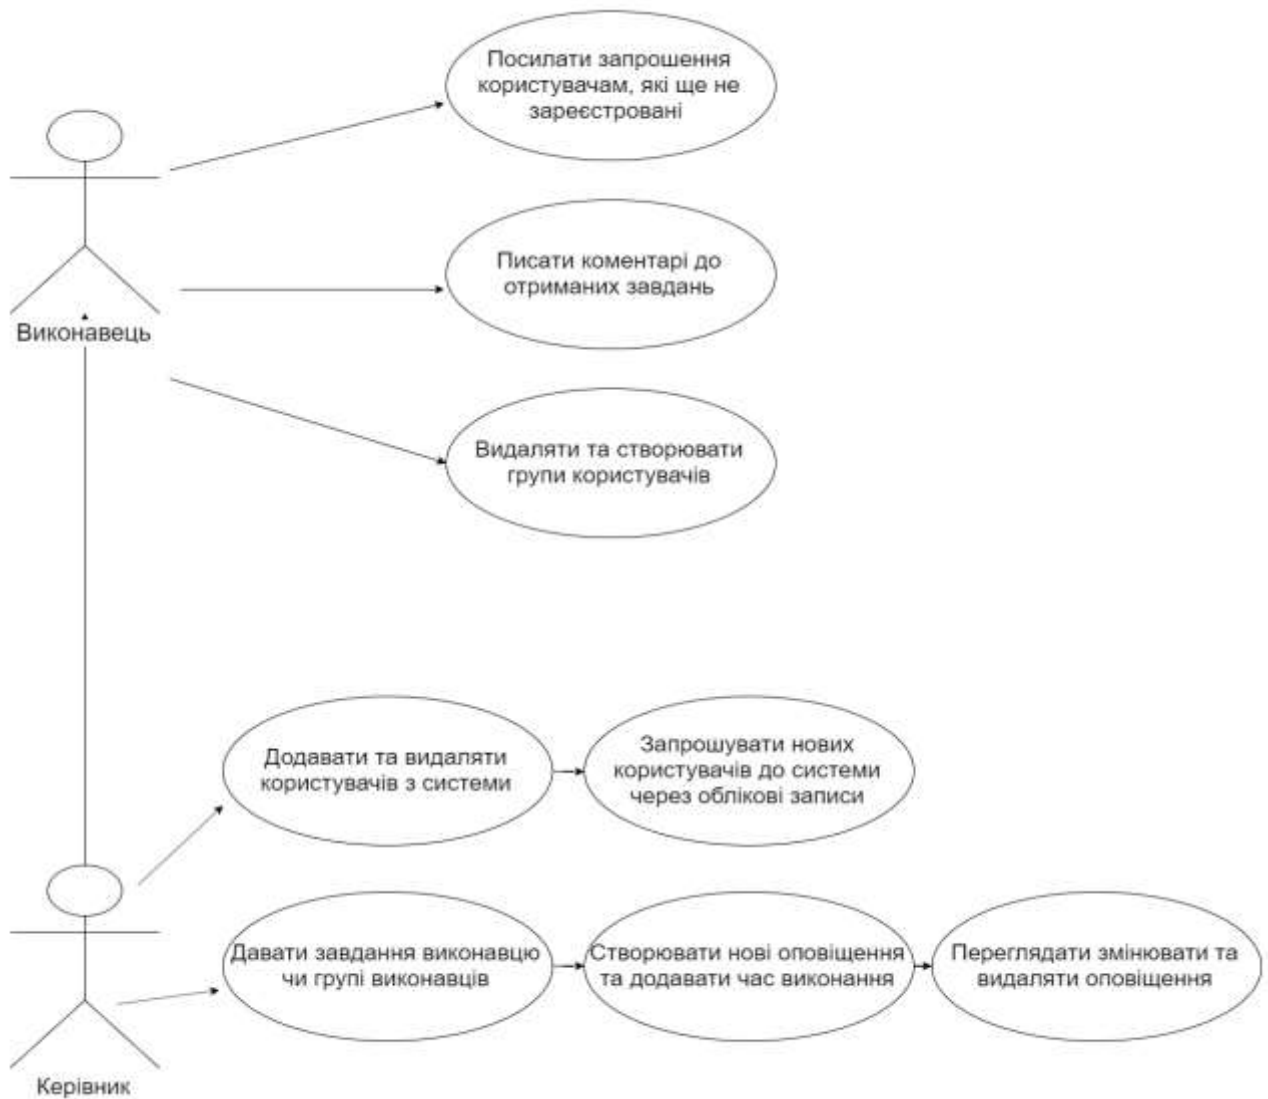 Посилати запрошення
користувачам, які ще не
зареєстровані
Писати коментарі до
отриманих завдань
Виконавець
Видаляти та створювати
групи користувачів
Додавати та видаляти
користувачів з системи
Запрошувати нових
користувачів до системи
через облікові записи
Давати завдання виконавцю
чи групі виконавців
Створювати нові оповіщення
та додавати час виконання
Переглядати змінювати та
видаляти оповіщення
Керівник